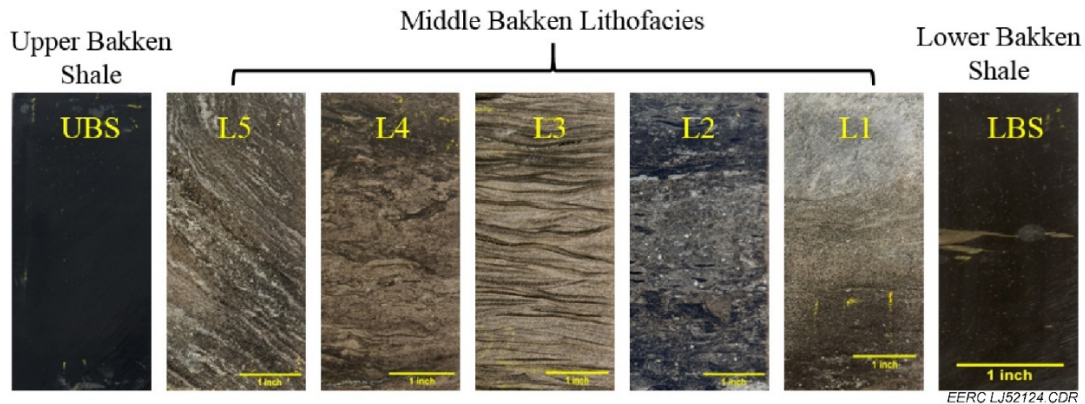 Middle Bakken Lithofacies
Upper Bakken
Shale
Lower Bakken
Shale
UBS
L5
L4
L3
L2
L1
LBS
1 inch
1 inch
1 inch
1 inch
1 inch
1 inch
EERC LJ52124.CDR